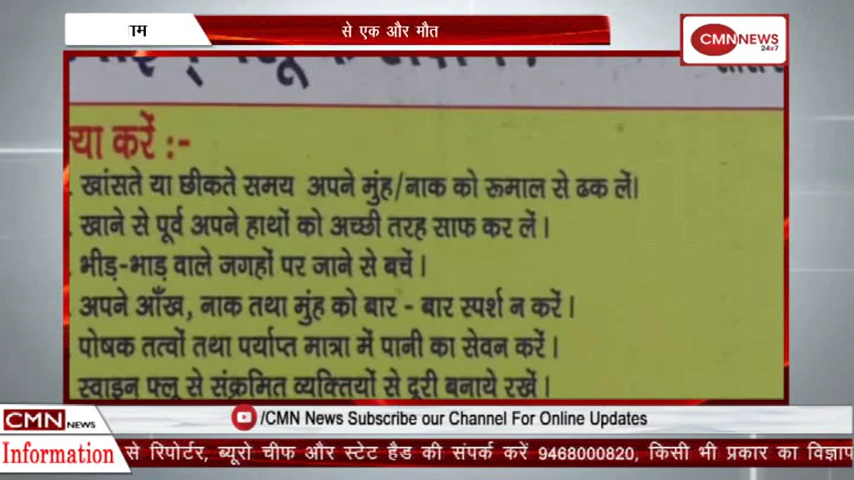 ाम
से एक और मौत
CMNNEWS
24x7
या करें :-
खांसते या छीकते समय अपने मुंह/नाक को रूमाल से ढक लें।
खाने से पूर्व अपने हाथों को अच्छी तरह साफ कर लें।
भीड़-भाड़ वाले जगहों पर जाने से बचें।
अपने आँख, नाक तथा मुंह को बार - बार स्पर्श न करें।
पोषक तत्वों तथा पर्याप्त मात्रा में पानी का सेवन करें।
स्वाइन फ्लू से संक्रमित व्यक्तियों से दूरी बनाये रखें।
CMN NEWS
/CMN News Subscribe our Channel For Online Updates
Information
से रिपोर्टर, ब्यूरो चीफ और स्टेट हैड की संपर्क करें 9468000820, किसी भी प्रकार का विज्ञाप